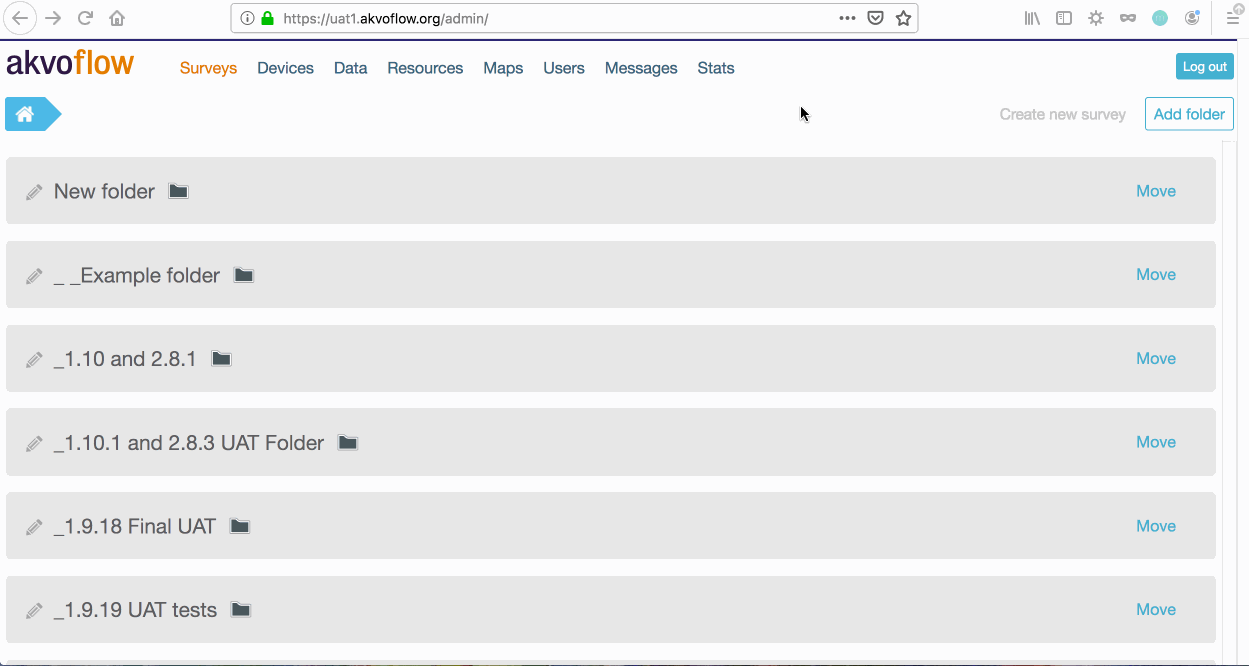 https://uat1.akvoflow.org/admin/
akvoflow Surveys Devices Data Resources Maps Users Messages Stats Log out
Create new survey Add folder
New folder Move
_ _Example folder Move
_1.10 and 2.8.1 Move
_1.10.1 and 2.8.3 UAT Folder Move
_1.9.18 Final UAT Move
_1.9.19 UAT tests Move